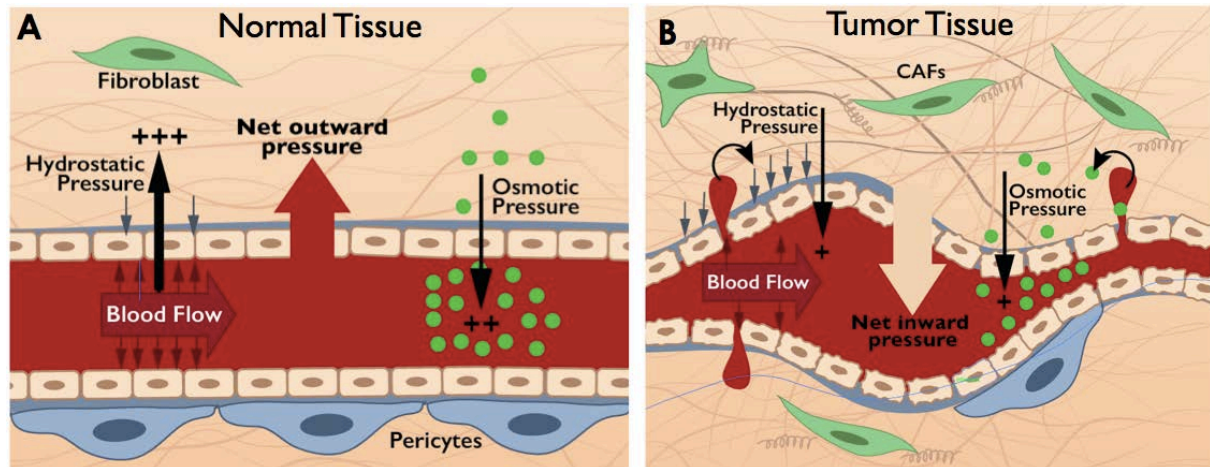 A
Normal Tissue
Fibroblast
+++
Hydrostatic
Pressure
Net outward
pressure
Osmotic
Pressure
Blood Flow
++
Pericytes
B
Tumor Tissue
CAFs
Hydrostatic
Pressure
Osmotic
Pressure
+
Blood Flow
+
Net inward
pressure